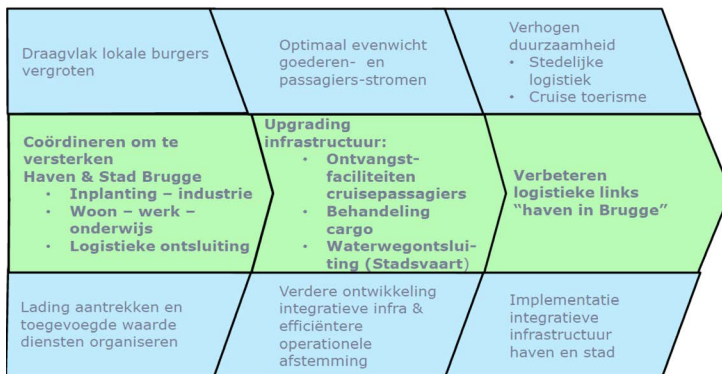 Draagvlak lokale burgers
vergroten
Optimaal evenwicht
goederen- en
passagiers-stromen
Verhogen
duurzaamheid
• Stedelijke
logistiek
• Cruise toerisme
Coördineren om te
versterken
Haven & Stad Brugge
• Inplanting – industrie
• Woon – werk –
onderwijs
• Logistieke ontsluiting
Upgrading
infrastructuur:
• Ontvangst-
faciliteiten
cruisepassagiers
• Behandeling
cargo
• Waterwegontslui-
ting (Stadsvaart)
Verbeteren
logistieke links
“haven in Brugge”
Lading aantrekken en
toegevoegde waarde
diensten organiseren
Verdere ontwikkeling
integratieve infra &
efficiëntere
operationele
afstemming
Implementatie
integratieve
infrastructuur
haven en stad